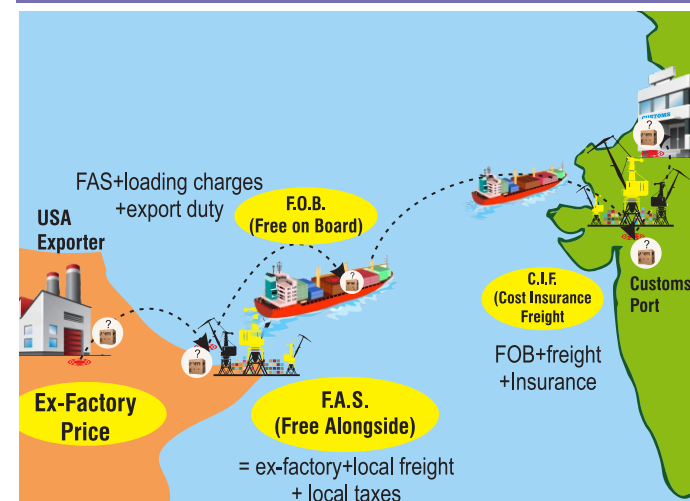 CUSTOMS
?
FAS+loading charges
+export duty
F.O.B.
(Free on Board)
USA
Exporter
?
?
?
?
C.I.F.
(Cost Insurance
Freight
Customs
Port
?
FOB+freight
+Insurance
Ex-Factory
Price
F.A.S.
(Free Alongside)
= ex-factory+local freight
+ local taxes